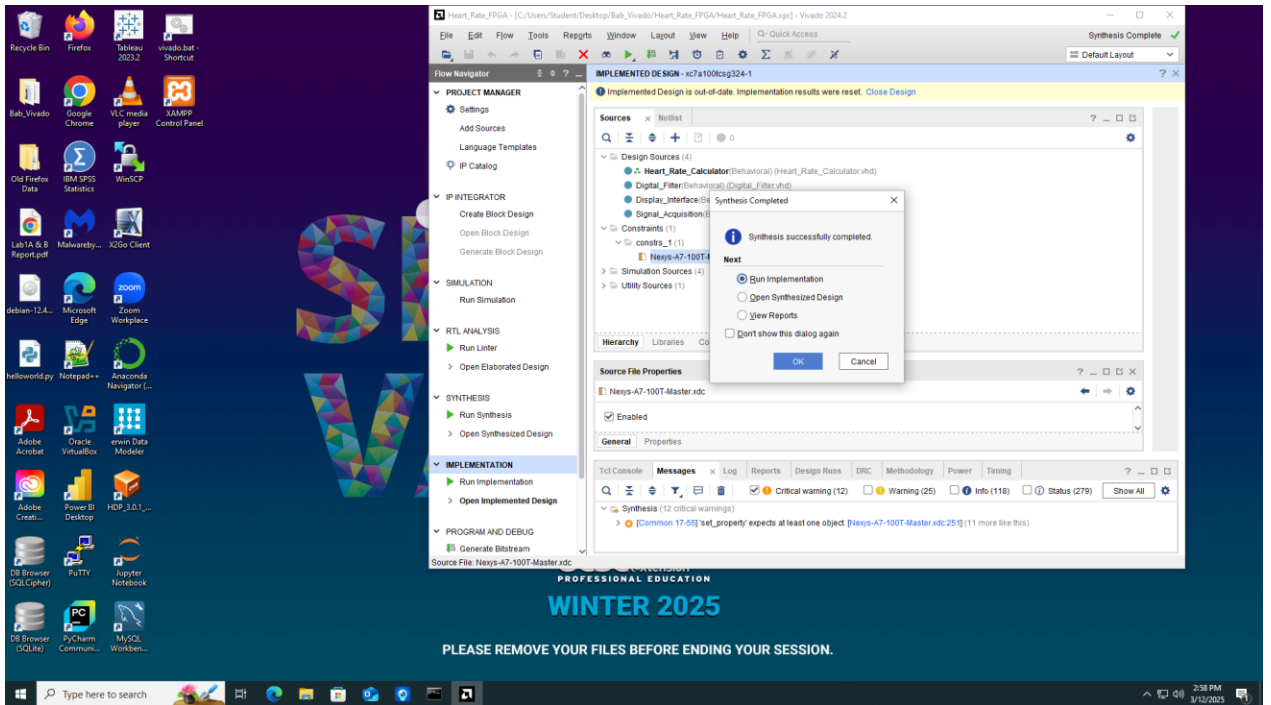 Recycle Bin
Firefox
Tableau 2023.2
vivado.bat - Shortcut
Bab_Vivado
Google Chrome
VLC media player
XAMPP Control Panel
Old Firefox Data
IBM SPSS Statistics
WinSCP
Lab1A & B Report.pdf
Malwareby...
X2Go Client
debian-12.4...
Microsoft Edge
Zoom Workplace
zoom
helloworld.py
Notepad++
Anaconda Navigator (...
Adobe Acrobat
Oracle VirtualBox
erwin Data Modeler
Adobe Creati...
Power BI Desktop
HDP_3.0.1_...
DB Browser (SQLCipher)
PuTTY
Jupyter Notebook
DB Browser (SQLite)
PyCharm Communi...
MySQL Workben...
Heart_Rate_FPGA - [C:/Users/Student/Desktop/Bab_Vivado/Heart_Rate_FPGA/Heart_Rate_FPGA.xpr] - Vivado 2024.2
File Edit Flow Tools Reports Window Layout View Help Quick Access
Synthesis Complete
Default Layout
Flow Navigator
PROJECT MANAGER
Settings
Add Sources
Language Templates
IP Catalog
IP INTEGRATOR
Create Block Design
Open Block Design
Generate Block Design
SIMULATION
Run Simulation
RTL ANALYSIS
Run Linter
Open Elaborated Design
SYNTHESIS
Run Synthesis
Open Synthesized Design
IMPLEMENTATION
Run Implementation
Open Implemented Design
PROGRAM AND DEBUG
Generate Bitstream
Source File: Nexys-A7-100T-Master.xdc
IMPLEMENTED DESIGN - xc7a100tcsg324-1
Implemented Design is out-of-date. Implementation results were reset. Close Design
Sources Netlist
0
Design Sources (4)
Heart_Rate_Calculator(Behavioral) (Heart_Rate_Calculator.vhd)
Digital_Filter(Behavioral) (Digital_Filter.vhd)
Display_Interface(Be
Signal_Acquisition(B
Constraints (1)
constrs_1 (1)
Nexys-A7-100T-
Simulation Sources (4)
Utility Sources (1)
Hierarchy Libraries Co
Synthesis Completed
Synthesis successfully completed.
Next
Run Implementation
Open Synthesized Design
View Reports
Don't show this dialog again
OK Cancel
Source File Properties
Nexys-A7-100T-Master.xdc
Enabled
General Properties
Tcl Console Messages Log Reports Design Runs DRC Methodology Power Timing
Critical warning (12) Warning (25) Info (118) Status (279) Show All
Synthesis (12 critical warnings)
[Common 17-55] 'set_property' expects at least one object. [Nexys-A7-100T-Master.xdc:251] (11 more like this)
PROFESSIONAL EDUCATION
WINTER 2025
PLEASE REMOVE YOUR FILES BEFORE ENDING YOUR SESSION.
Type here to search
2:58 PM
3/12/2025